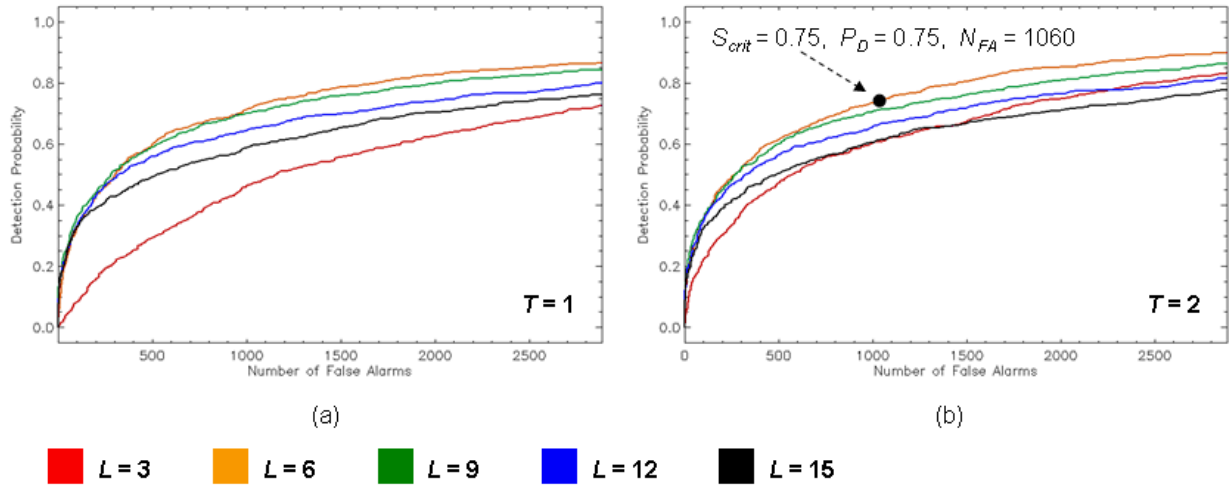 1.0
0.8
0.6
0.4
0.2
0.0
Detection Probability
500 1000 1500 2000 2500
Number of False Alarms
T = 1
(a)
S_crit = 0.75, P_D = 0.75, N_FA = 1060
1.0
0.8
0.6
0.4
0.2
0.0
Detection Probability
0 500 1000 1500 2000 2500
Number of False Alarms
T = 2
(b)
L = 3 L = 6 L = 9 L = 12 L = 15